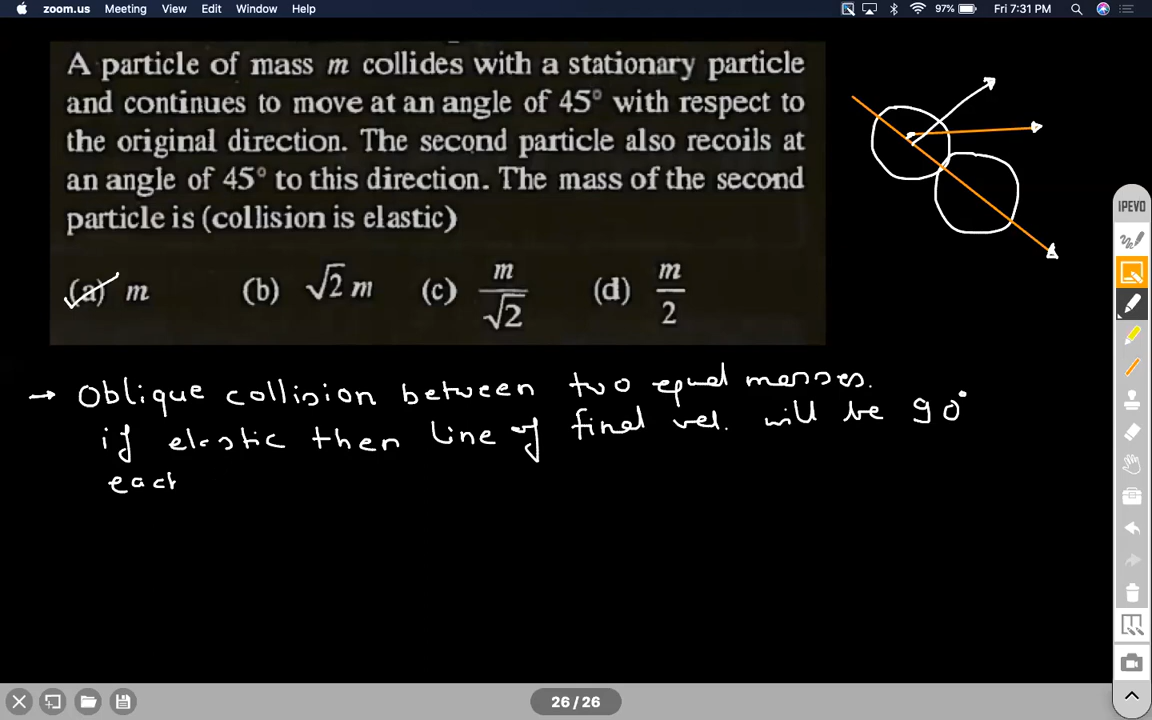 zoom.us Meeting View Edit Window Help 97% Fri 7:31 PM
A particle of mass m collides with a stationary particle
and continues to move at an angle of 45° with respect to
the original direction. The second particle also recoils at
an angle of 45° to this direction. The mass of the second
particle is (collision is elastic)
(a) m (b) √2 m (c) m/√2 (d) m/2
→ Oblique collision between two equal masses.
if elastic then line of final vel. will be 90°
each
IPEVO
26 / 26